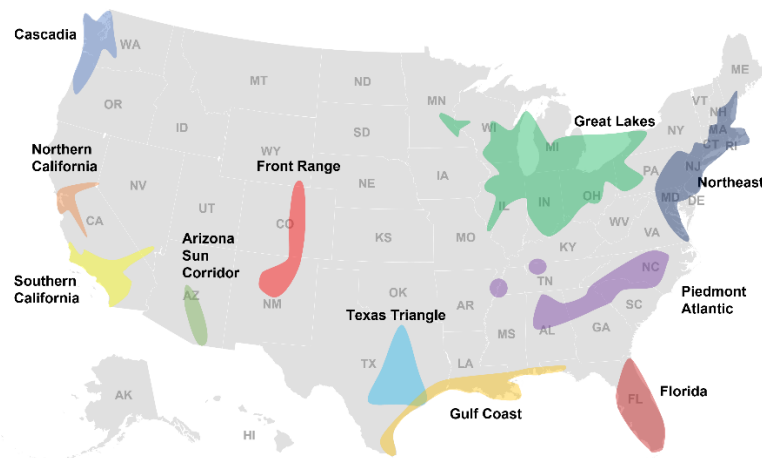 Cascadia
WA
MT
ND
MN
ME
VT
NH
OR
ID
SD
WI
Great Lakes
MI
NY
MA
CT
RI
Northern
California
WY
Front Range
IA
PA
NJ
Northeast
NV
NE
IL
IN
OH
MD
DE
CA
UT
CO
KS
MO
WV
VA
KY
Southern
California
Arizona
Sun
Corridor
AZ
NM
OK
AR
TN
NC
SC
Piedmont
Atlantic
Texas Triangle
TX
LA
MS
AL
GA
AK
HI
Gulf Coast
FL
Florida